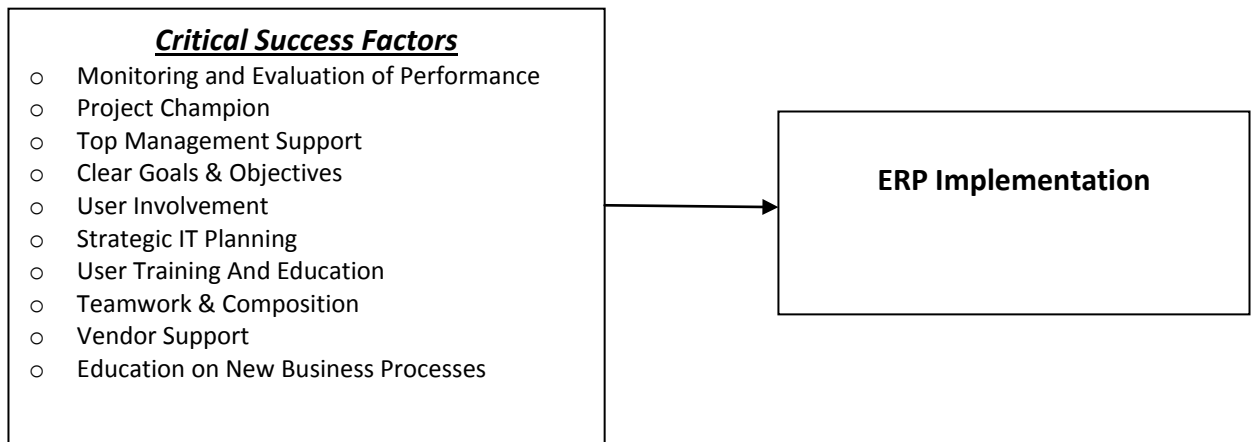 Critical Success Factors
o Monitoring and Evaluation of Performance
o Project Champion
o Top Management Support
o Clear Goals & Objectives
o User Involvement
o Strategic IT Planning
o User Training And Education
o Teamwork & Composition
o Vendor Support
o Education on New Business Processes
ERP Implementation